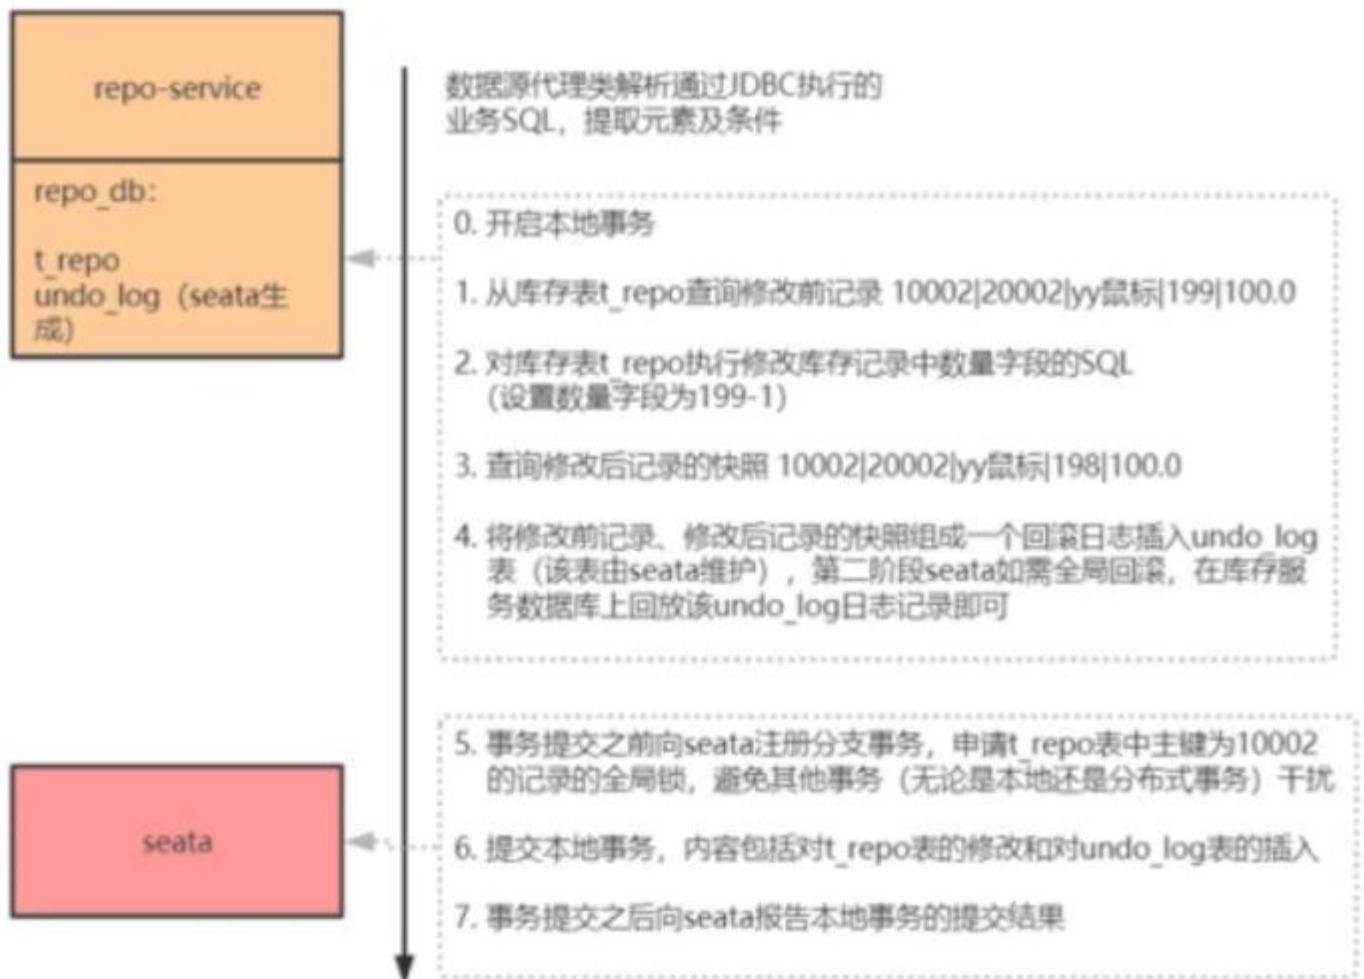 repo-service
repo_db:
t_repo
undo_log（seata生
成）
数据源代理类解析通过JDBC执行的
业务SQL，提取元素及条件
0. 开启本地事务
1. 从库存表t_repo查询修改前记录 10002|20002|yy鼠标|199|100.0
2. 对库存表t_repo执行修改库存记录中数量字段的SQL
（设置数量字段为199-1）
3. 查询修改后记录的快照 10002|20002|yy鼠标|198|100.0
4. 将修改前记录、修改后记录的快照组成一个回滚日志插入undo_log
表（该表由seata维护），第二阶段seata如需全局回滚，在库存服
务数据库上回放该undo_log日志记录即可
seata
5. 事务提交之前向seata注册分支事务，申请t_repo表中主键为10002
的记录的全局锁，避免其他事务（无论是本地还是分布式事务）干扰
6. 提交本地事务，内容包括对t_repo表的修改和对undo_log表的插入
7. 事务提交之后向seata报告本地事务的提交结果